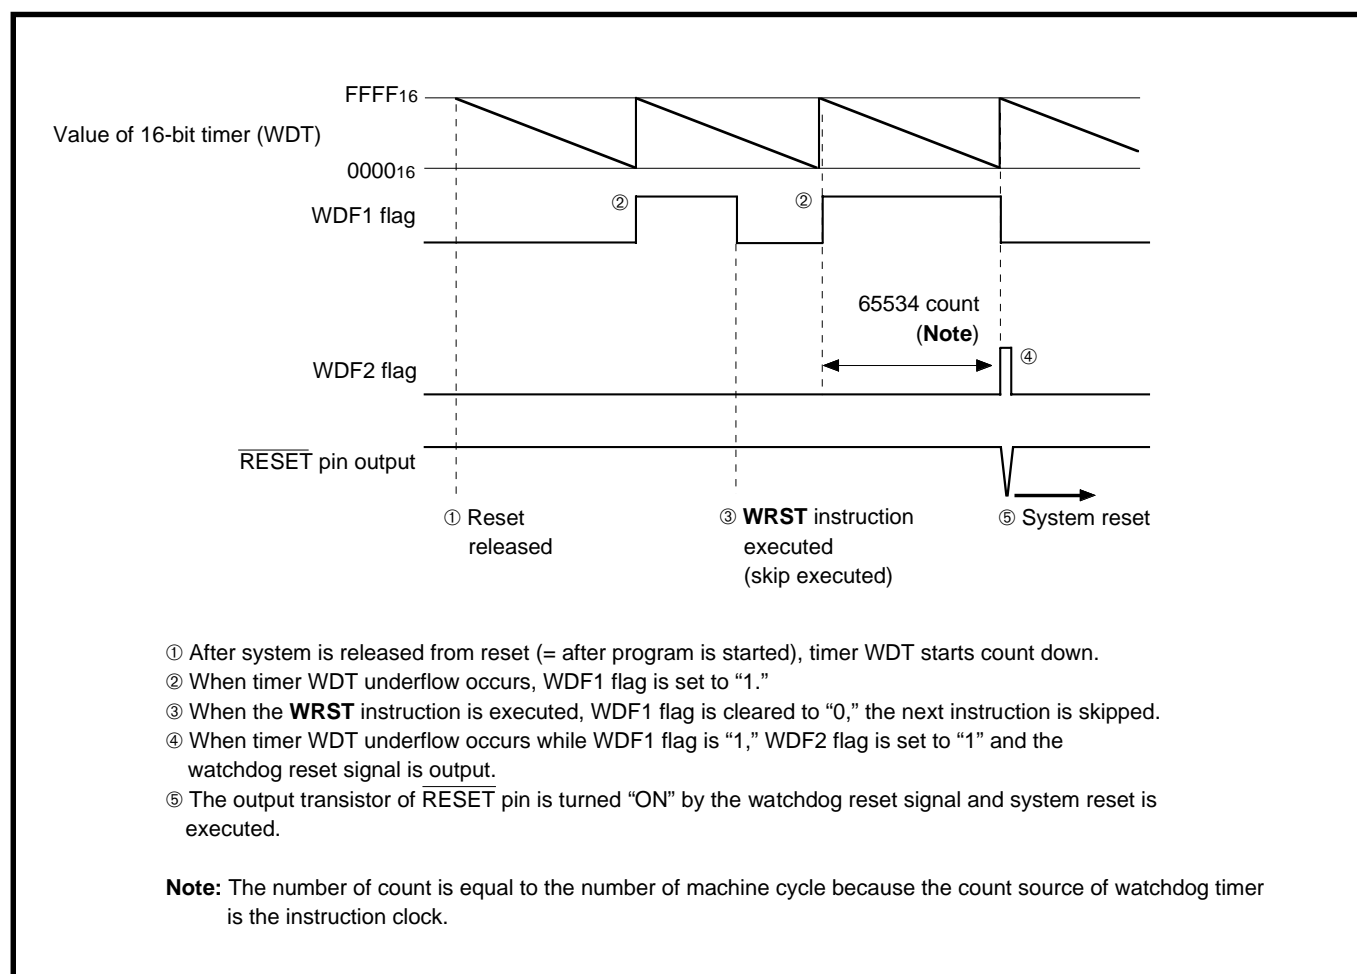 FFFF16
Value of 16-bit timer (WDT)
000016
WDF1 flag
②
②
65534 count
(Note)
WDF2 flag
④
RESET pin output
① Reset
released
③ WRST instruction
executed
(skip executed)
⑤ System reset
① After system is released from reset (= after program is started), timer WDT starts count down.
② When timer WDT underflow occurs, WDF1 flag is set to “1.”
③ When the WRST instruction is executed, WDF1 flag is cleared to “0,” the next instruction is skipped.
④ When timer WDT underflow occurs while WDF1 flag is “1,” WDF2 flag is set to “1” and the
watchdog reset signal is output.
⑤ The output transistor of RESET pin is turned “ON” by the watchdog reset signal and system reset is
executed.
Note: The number of count is equal to the number of machine cycle because the count source of watchdog timer
is the instruction clock.